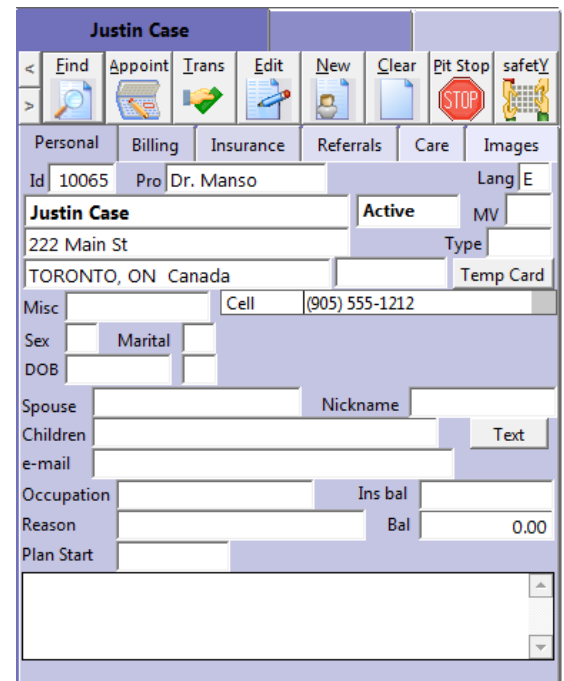 Justin Case
< Find Appoint Trans Edit New Clear Pit Stop safetY
> STOP
Personal Billing Insurance Referrals Care Images
Id 10065 Pro Dr. Manso Lang E
Justin Case Active MV
222 Main St Type
TORONTO, ON Canada Temp Card
Misc Cell (905) 555-1212
Sex Marital
DOB
Spouse Nickname
Children Text
e-mail
Occupation Ins bal
Reason Bal 0.00
Plan Start